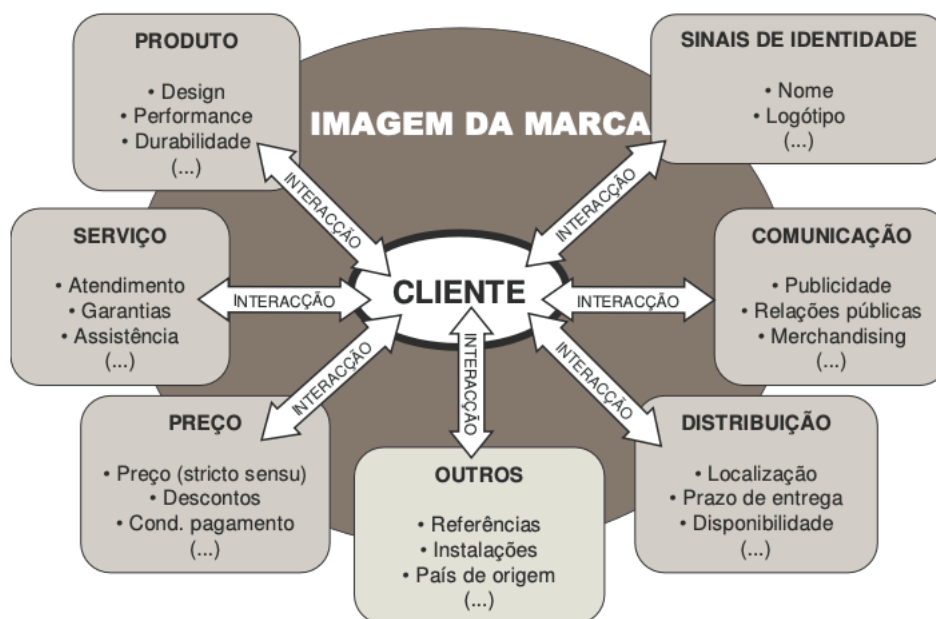 PRODUTO
• Design
• Performance
• Durabilidade
(...)
SINAIS DE IDENTIDADE
• Nome
• Logótipo
(...)
IMAGEM DA MARCA
INTERACÇÃO
INTERACÇÃO
SERVIÇO
• Atendimento
• Garantias
• Assistência
(...)
INTERACÇÃO
CLIENTE
INTERACÇÃO
COMUNICAÇÃO
• Publicidade
• Relações públicas
• Merchandising
(...)
INTERACÇÃO
INTERACÇÃO
INTERACÇÃO
PREÇO
• Preço (stricto sensu)
• Descontos
• Cond. pagamento
(...)
OUTROS
• Referências
• Instalações
• País de origem
(...)
DISTRIBUIÇÃO
• Localização
• Prazo de entrega
• Disponibilidade
(...)